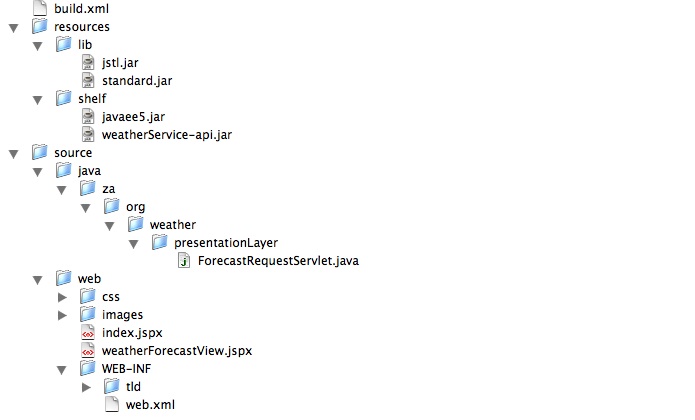 build.xml
resources
lib
jstl.jar
standard.jar
shelf
javaee5.jar
weatherService-api.jar
source
java
za
org
weather
presentationLayer
ForecastRequestServlet.java
web
css
images
index.jspx
weatherForecastView.jspx
WEB-INF
tld
web.xml